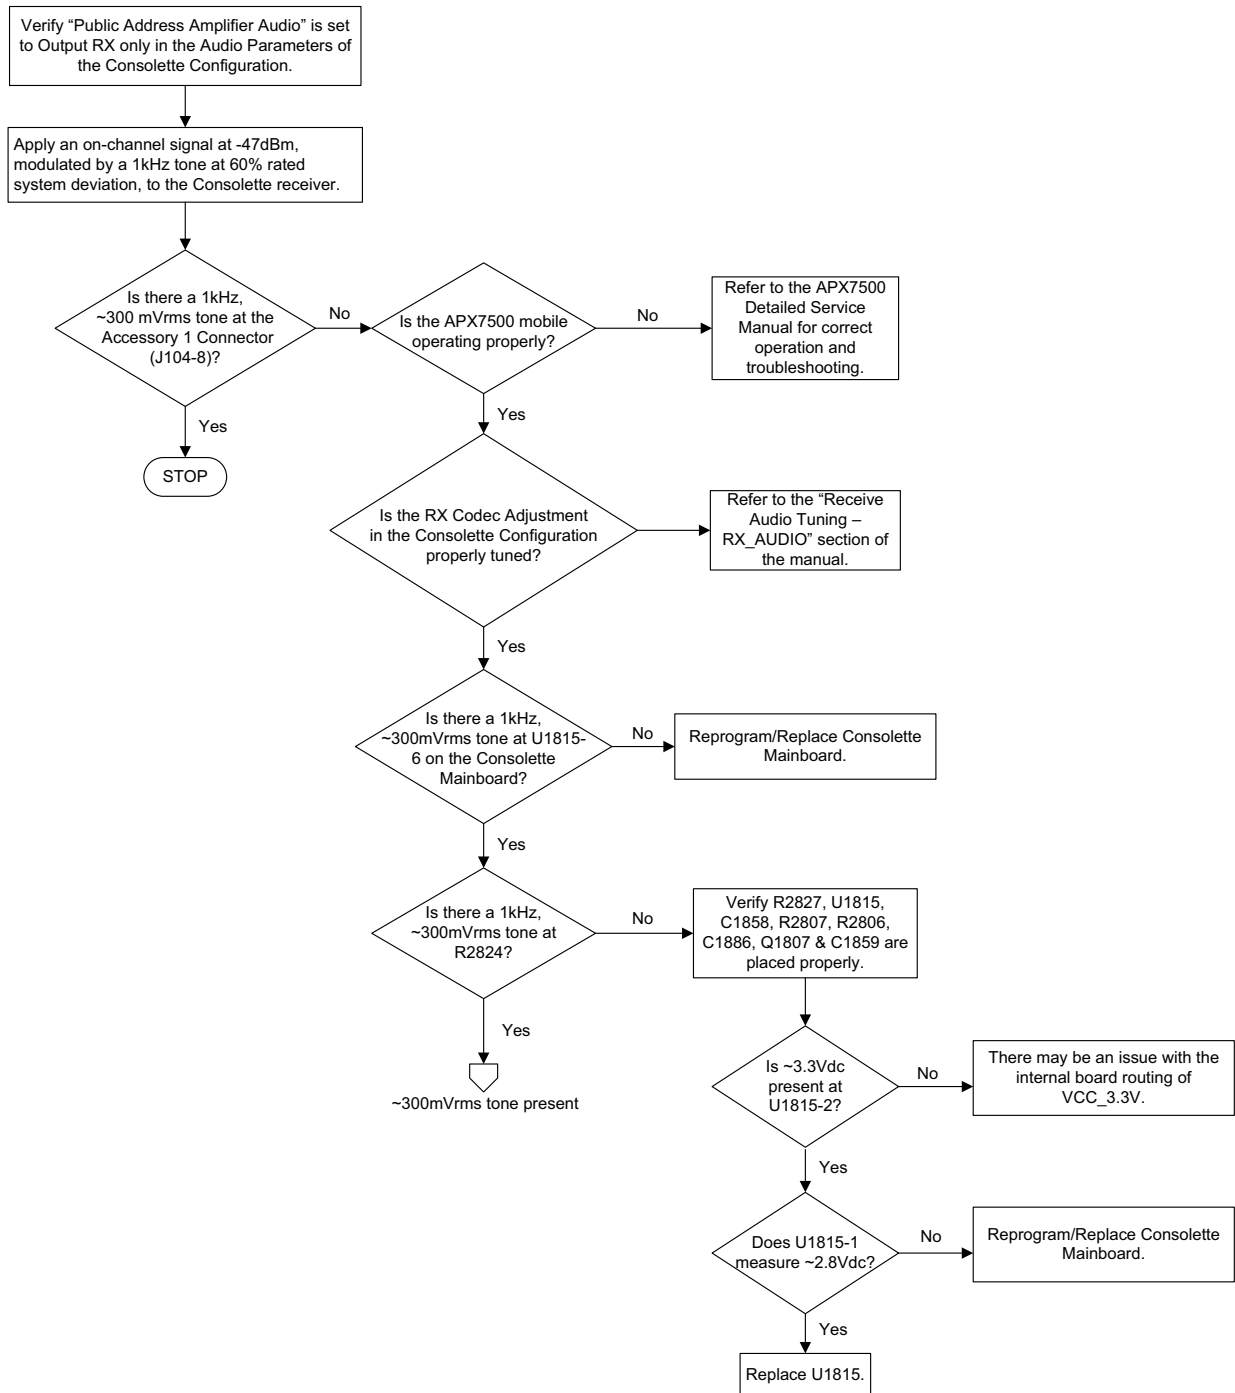 Verify “Public Address Amplifier Audio” is set
to Output RX only in the Audio Parameters of
the Consolette Configuration.
Apply an on-channel signal at -47dBm,
modulated by a 1kHz tone at 60% rated
system deviation, to the Consolette receiver.
Is there a 1kHz,
~300 mVrms tone at the
Accessory 1 Connector
(J104-8)?
No
Yes
STOP
Is the APX7500 mobile
operating properly?
No
Refer to the APX7500
Detailed Service
Manual for correct
operation and
troubleshooting.
Yes
Is the RX Codec Adjustment
in the Consolette Configuration
properly tuned?
Refer to the “Receive
Audio Tuning –
RX_AUDIO” section of
the manual.
Yes
Is there a 1kHz,
~300mVrms tone at U1815-
6 on the Consolette
Mainboard?
No
Reprogram/Replace Consolette
Mainboard.
Yes
Is there a 1kHz,
~300mVrms tone at
R2824?
No
Verify R2827, U1815,
C1858, R2807, R2806,
C1886, Q1807 & C1859 are
placed properly.
Yes
~300mVrms tone present
Is ~3.3Vdc
present at
U1815-2?
No
There may be an issue with the
internal board routing of
VCC_3.3V.
Yes
Does U1815-1
measure ~2.8Vdc?
No
Reprogram/Replace Consolette
Mainboard.
Yes
Replace U1815.